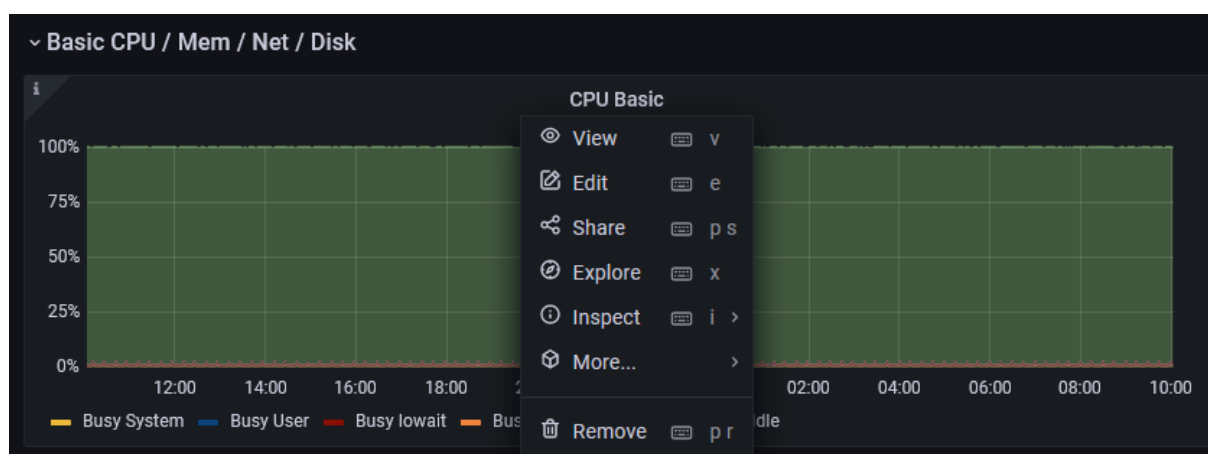 Basic CPU / Mem / Net / Disk
i
CPU Basic
100%
75%
50%
25%
0%
View v
Edit e
Share p s
Explore x
Inspect i
More...
Remove p r
12:00 14:00 16:00 18:00 02:00 04:00 06:00 08:00 10:00
Busy System Busy User Busy Iowait Bus dle